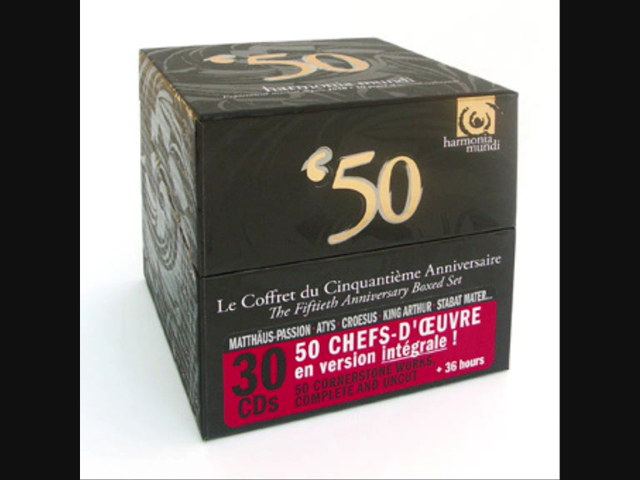 '50
harmonia mundi
harmonia
mundi
'50
Le Coffret du Cinquantième Anniversaire
The Fiftieth Anniversary Boxed Set
MATTHÄUS-PASSION · ATYS · CROESUS · KING ARTHUR · STABAT MATER...
30
CDs
50 CHEFS-D'ŒUVRE
en version intégrale !
50 CORNERSTONE WORKS,
COMPLETE AND UNCUT
+ 36 hours